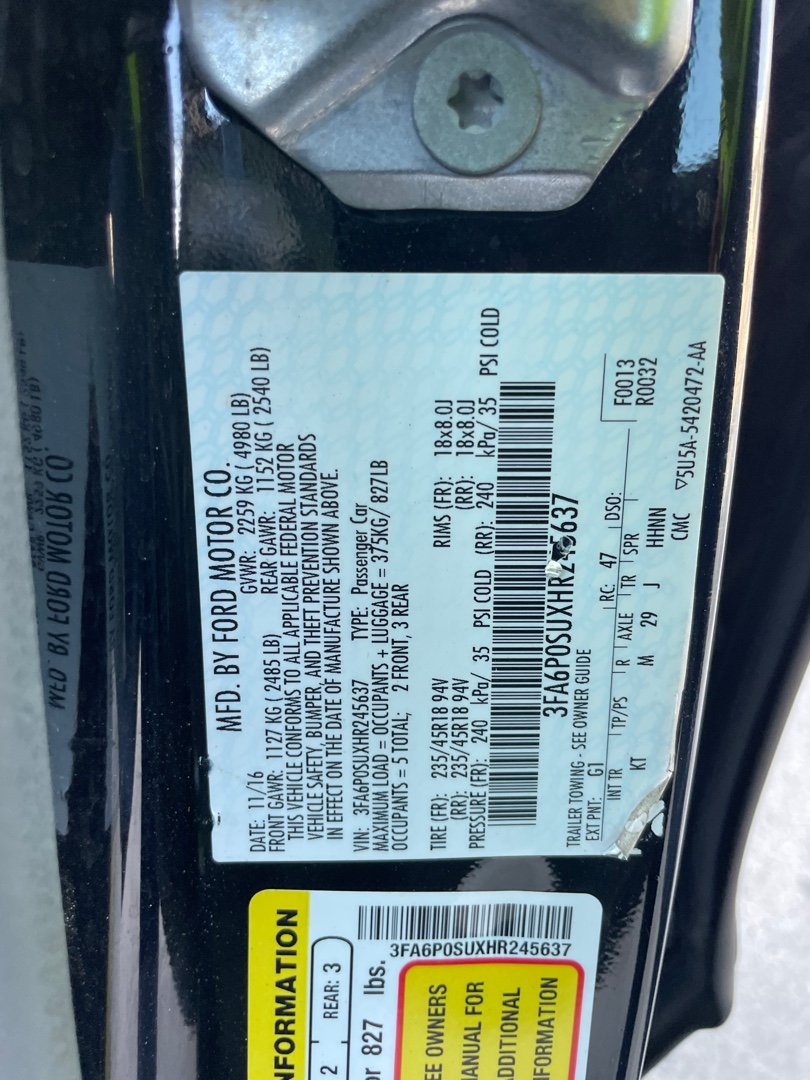 MFD. BY FORD MOTOR CO.
DATE: 11/16 GVWR: 2259 KG ( 4980 LB)
FRONT GAWR: 1127 KG ( 2485 LB) REAR GAWR: 1152 KG ( 2540 LB)
THIS VEHICLE CONFORMS TO ALL APPLICABLE FEDERAL MOTOR
VEHICLE SAFETY, BUMPER, AND THEFT PREVENTION STANDARDS
IN EFFECT ON THE DATE OF MANUFACTURE SHOWN ABOVE.
VIN: 3FA6P0SUXHR245637 TYPE: Passenger Car
MAXIMUM LOAD = OCCUPANTS + LUGGAGE = 375KG/ 827LB
OCCUPANTS = 5 TOTAL; 2 FRONT, 3 REAR
TIRE (FR): 235/45R18 94V RIMS (FR): 18x8.0J
(RR): 235/45R18 94V (RR): 18x8.0J
PRESSURE (FR): 240 kPa/ 35 PSI COLD (RR): 240 kPa/ 35 PSI COLD
3FA6P0SUXHR245637
TRAILER TOWING - SEE OWNER GUIDE
EXT PNT: G1 RC: 47 DSO: F0013
R0032
INT TR TP/PS R AXLE TR SPR
KT M 29 J HHNN
CMC ▽5U5A-5420472-AA
NFORMATION
2 REAR: 3
or 827 lbs.
3FA6P0SUXHR245637
EE OWNERS
MANUAL FOR
ADDITIONAL
NFORMATION